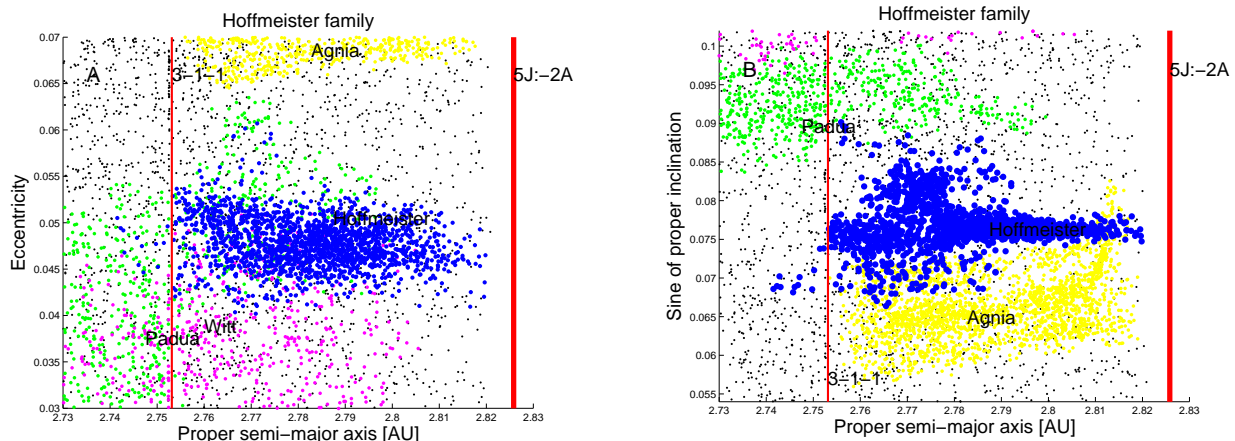 Hoffmeister family
0.07
0.065
0.06
0.055
0.05
0.045
0.04
0.035
0.03
Eccentricity
A
Agnia
3−1−1
5J:−2A
Hoffmeister
Witt
Padua
2.73 2.74 2.75 2.76 2.77 2.78 2.79 2.8 2.81 2.82 2.83
Proper semi−major axis [AU]
Hoffmeister family
0.1
0.095
0.09
0.085
0.08
0.075
0.07
0.065
0.06
0.055
Sine of proper inclination
B
5J:−2A
Padua
Hoffmeister
Agnia
3−1−1
2.73 2.74 2.75 2.76 2.77 2.78 2.79 2.8 2.81 2.82 2.83
Proper semi−major axis [AU]